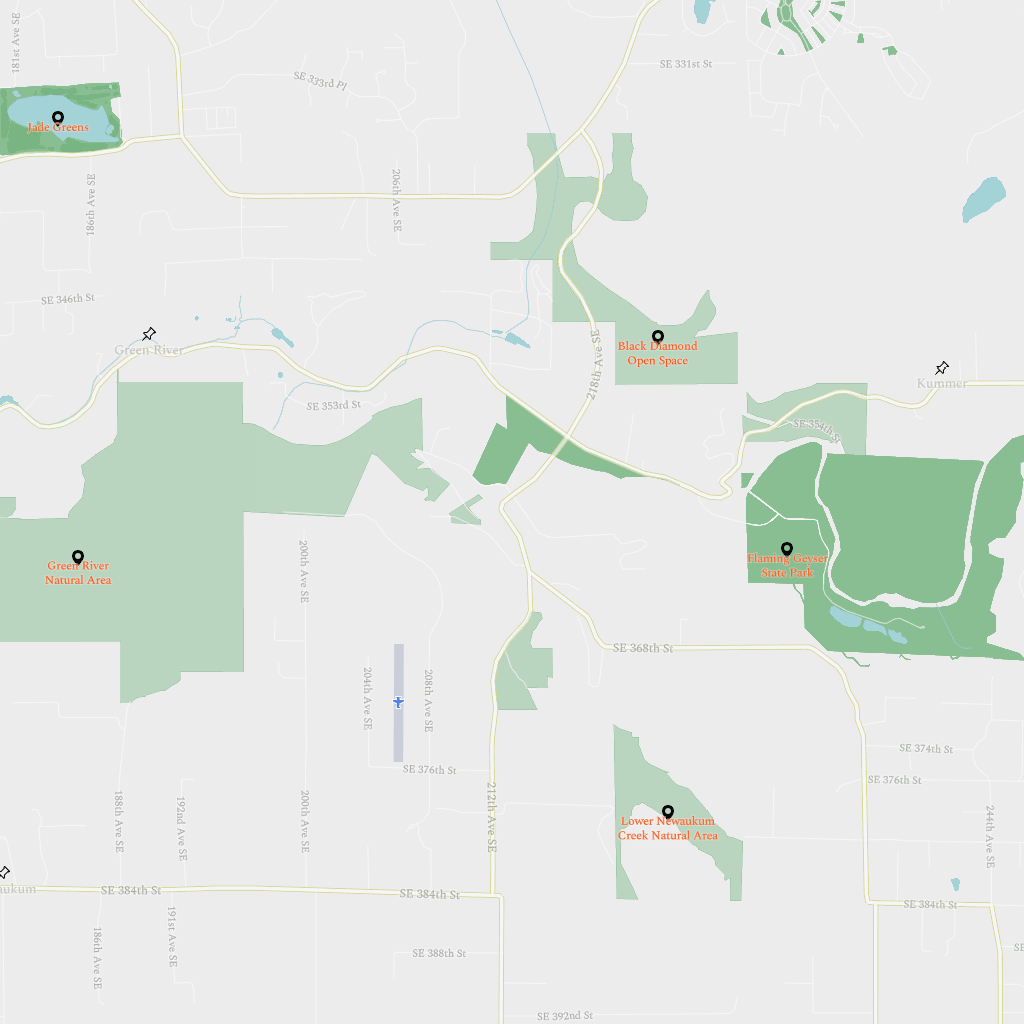 181st Ave SE
SE 331st St
SE 333rd Pl
Jade Greens
186th Ave SE
206th Ave SE
SE 346th St
Green River
218th Ave SE
Black Diamond
Open Space
Kummer
SE 353rd St
SE 354th St
Green River
Natural Area
200th Ave SE
Flaming Geyser
State Park
SE 368th St
204th Ave SE
208th Ave SE
SE 374th St
SE 376th St
SE 376th St
188th Ave SE
192nd Ave SE
200th Ave SE
212th Ave SE
Lower Newaukum
Creek Natural Area
244th Ave SE
aukum
SE 384th St
SE 384th St
SE 384th St
186th Ave SE
191st Ave SE
SE 388th St
SE
SE 392nd St